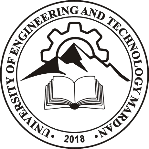 UNIVERSITY OF ENGINEERING AND TECHNOLOGY MARDAN
2018